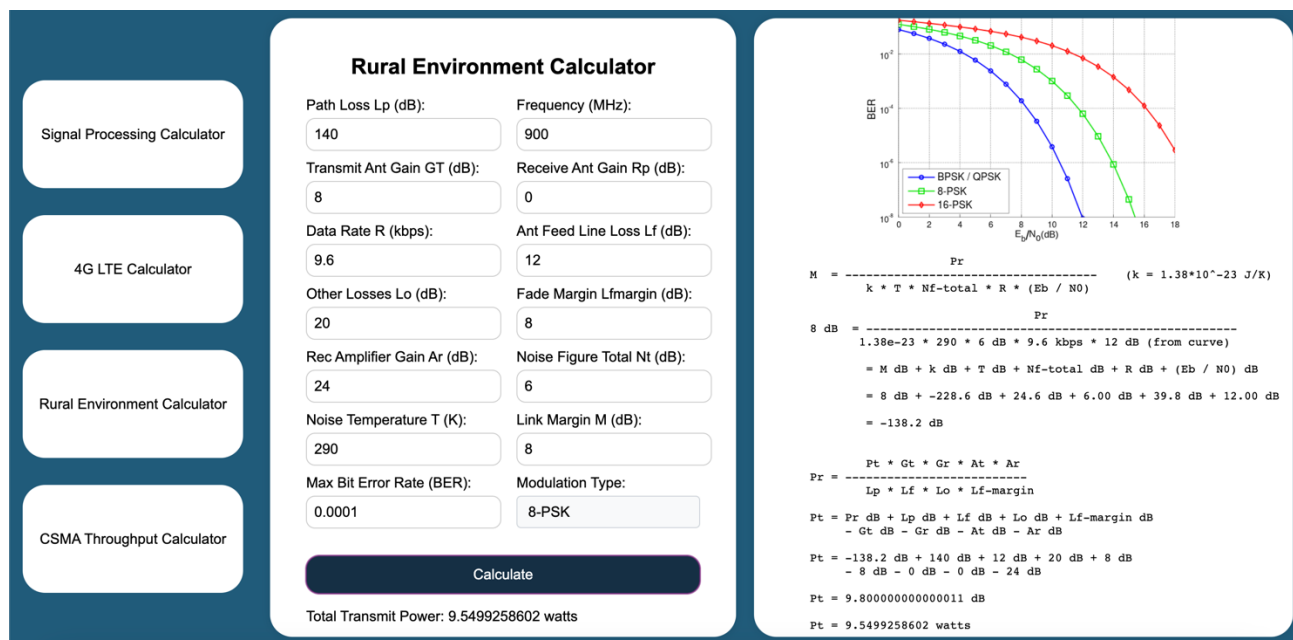 Signal Processing Calculator
4G LTE Calculator
Rural Environment Calculator
CSMA Throughput Calculator
Rural Environment Calculator
Path Loss Lp (dB):
Frequency (MHz):
140
900
Transmit Ant Gain GT (dB):
Receive Ant Gain Rp (dB):
8
0
Data Rate R (kbps):
Ant Feed Line Loss Lf (dB):
9.6
12
Other Losses Lo (dB):
Fade Margin Lfmargin (dB):
20
8
Rec Amplifier Gain Ar (dB):
Noise Figure Total Nt (dB):
24
6
Noise Temperature T (K):
Link Margin M (dB):
290
8
Max Bit Error Rate (BER):
Modulation Type:
0.0001
8-PSK
Calculate
Total Transmit Power: 9.5499258602 watts
10^-2
10^-4
10^-6
10^-8
BER
BPSK / QPSK
8-PSK
16-PSK
0 2 4 6 8 10 12 14 16 18
E_b/N_0(dB)
Pr
M = ----------------------------------- (k = 1.38*10^-23 J/K)
k * T * Nf-total * R * (Eb / N0)
Pr
8 dB = ----------------------------------------------------
1.38e-23 * 290 * 6 dB * 9.6 kbps * 12 dB (from curve)
= M dB + k dB + T dB + Nf-total dB + R dB + (Eb / N0) dB
= 8 dB + -228.6 dB + 24.6 dB + 6.00 dB + 39.8 dB + 12.00 dB
= -138.2 dB
Pt * Gt * Gr * At * Ar
Pr = --------------------------
Lp * Lf * Lo * Lf-margin
Pt = Pr dB + Lp dB + Lf dB + Lo dB + Lf-margin dB
- Gt dB - Gr dB - At dB - Ar dB
Pt = -138.2 dB + 140 dB + 12 dB + 20 dB + 8 dB
- 8 dB - 0 dB - 0 dB - 24 dB
Pt = 9.800000000000011 dB
Pt = 9.5499258602 watts